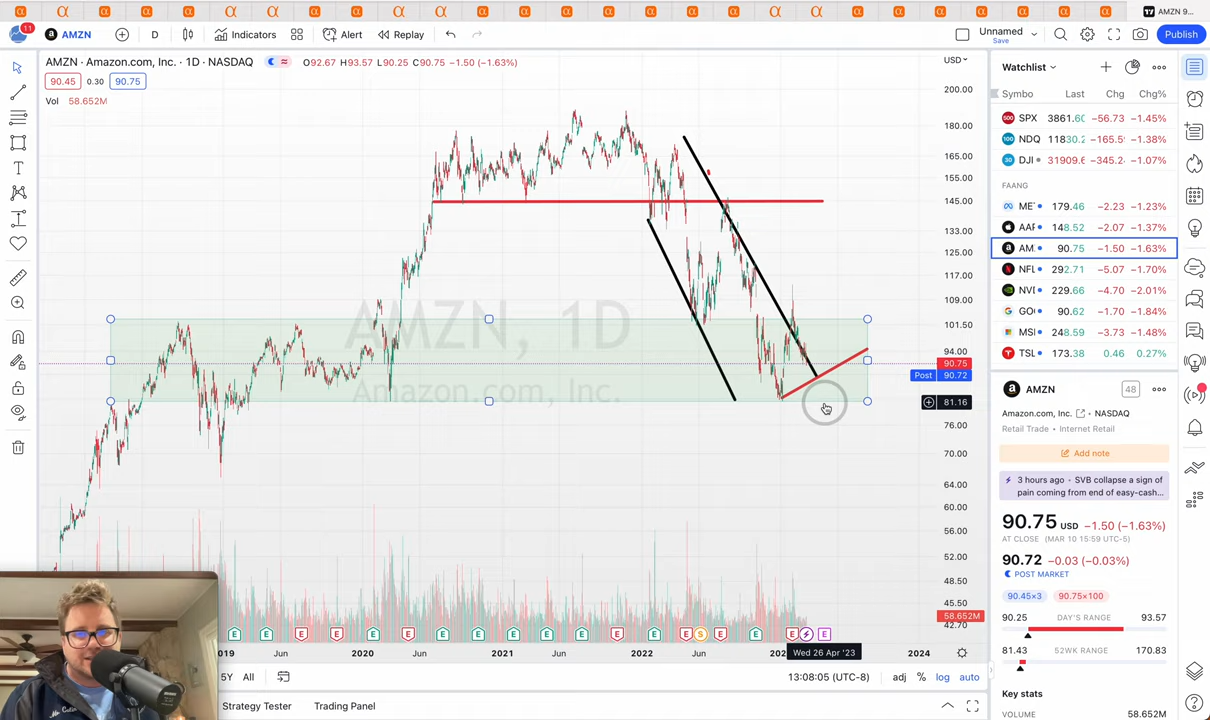 AMZN 9...
11
AMZN
D
Indicators
Alert
Replay
Unnamed
Save
Publish
AMZN · Amazon.com, Inc. · 1D · NASDAQ
O92.67 H93.57 L90.25 C90.75 −1.50 (−1.63%)
90.45
0.30
90.75
Vol 58.652M
USD
200.00
180.00
165.00
155.00
145.00
133.00
125.00
117.00
109.00
101.50
94.00
90.75
Post 90.72
81.16
76.00
70.00
64.00
60.00
56.00
52.00
48.50
45.50
58.652M
42.70
AMZN, 1D
Amazon.com, Inc.
E E E E E E E E E E E E E E S E E E E
2019
Jun
2020
Jun
2021
Jun
2022
Jun
Wed 26 Apr '23
2024
5Y
All
13:08:05 (UTC-8)
adj
%
log
auto
Strategy Tester
Trading Panel
Watchlist
Symbo Last Chg Chg%
500 SPX 3861.60 −56.73 −1.45%
100 NDQ 11830.2 −165.5 −1.38%
30 DJI 31909.6 −345.2 −1.07%
FAANG
ME 179.46 −2.23 −1.23%
AAP 148.52 −2.07 −1.37%
AM 90.75 −1.50 −1.63%
NFL 292.71 −5.07 −1.70%
NVI 229.66 −4.70 −2.01%
GO 90.62 −1.70 −1.84%
MSI 248.59 −3.73 −1.48%
TSL 173.38 0.46 0.27%
AMZN
48
Amazon.com, Inc. · NASDAQ
Retail Trade · Internet Retail
Add note
3 hours ago · SVB collapse a sign of
pain coming from end of easy-cash...
90.75 USD −1.50 (−1.63%)
AT CLOSE (MAR 10 15:59 UTC-5)
90.72 −0.03 (−0.03%)
POST MARKET
90.45×3
90.75×100
90.25 DAY'S RANGE 93.57
81.43 52WK RANGE 170.83
Key stats
VOLUME 58.652M